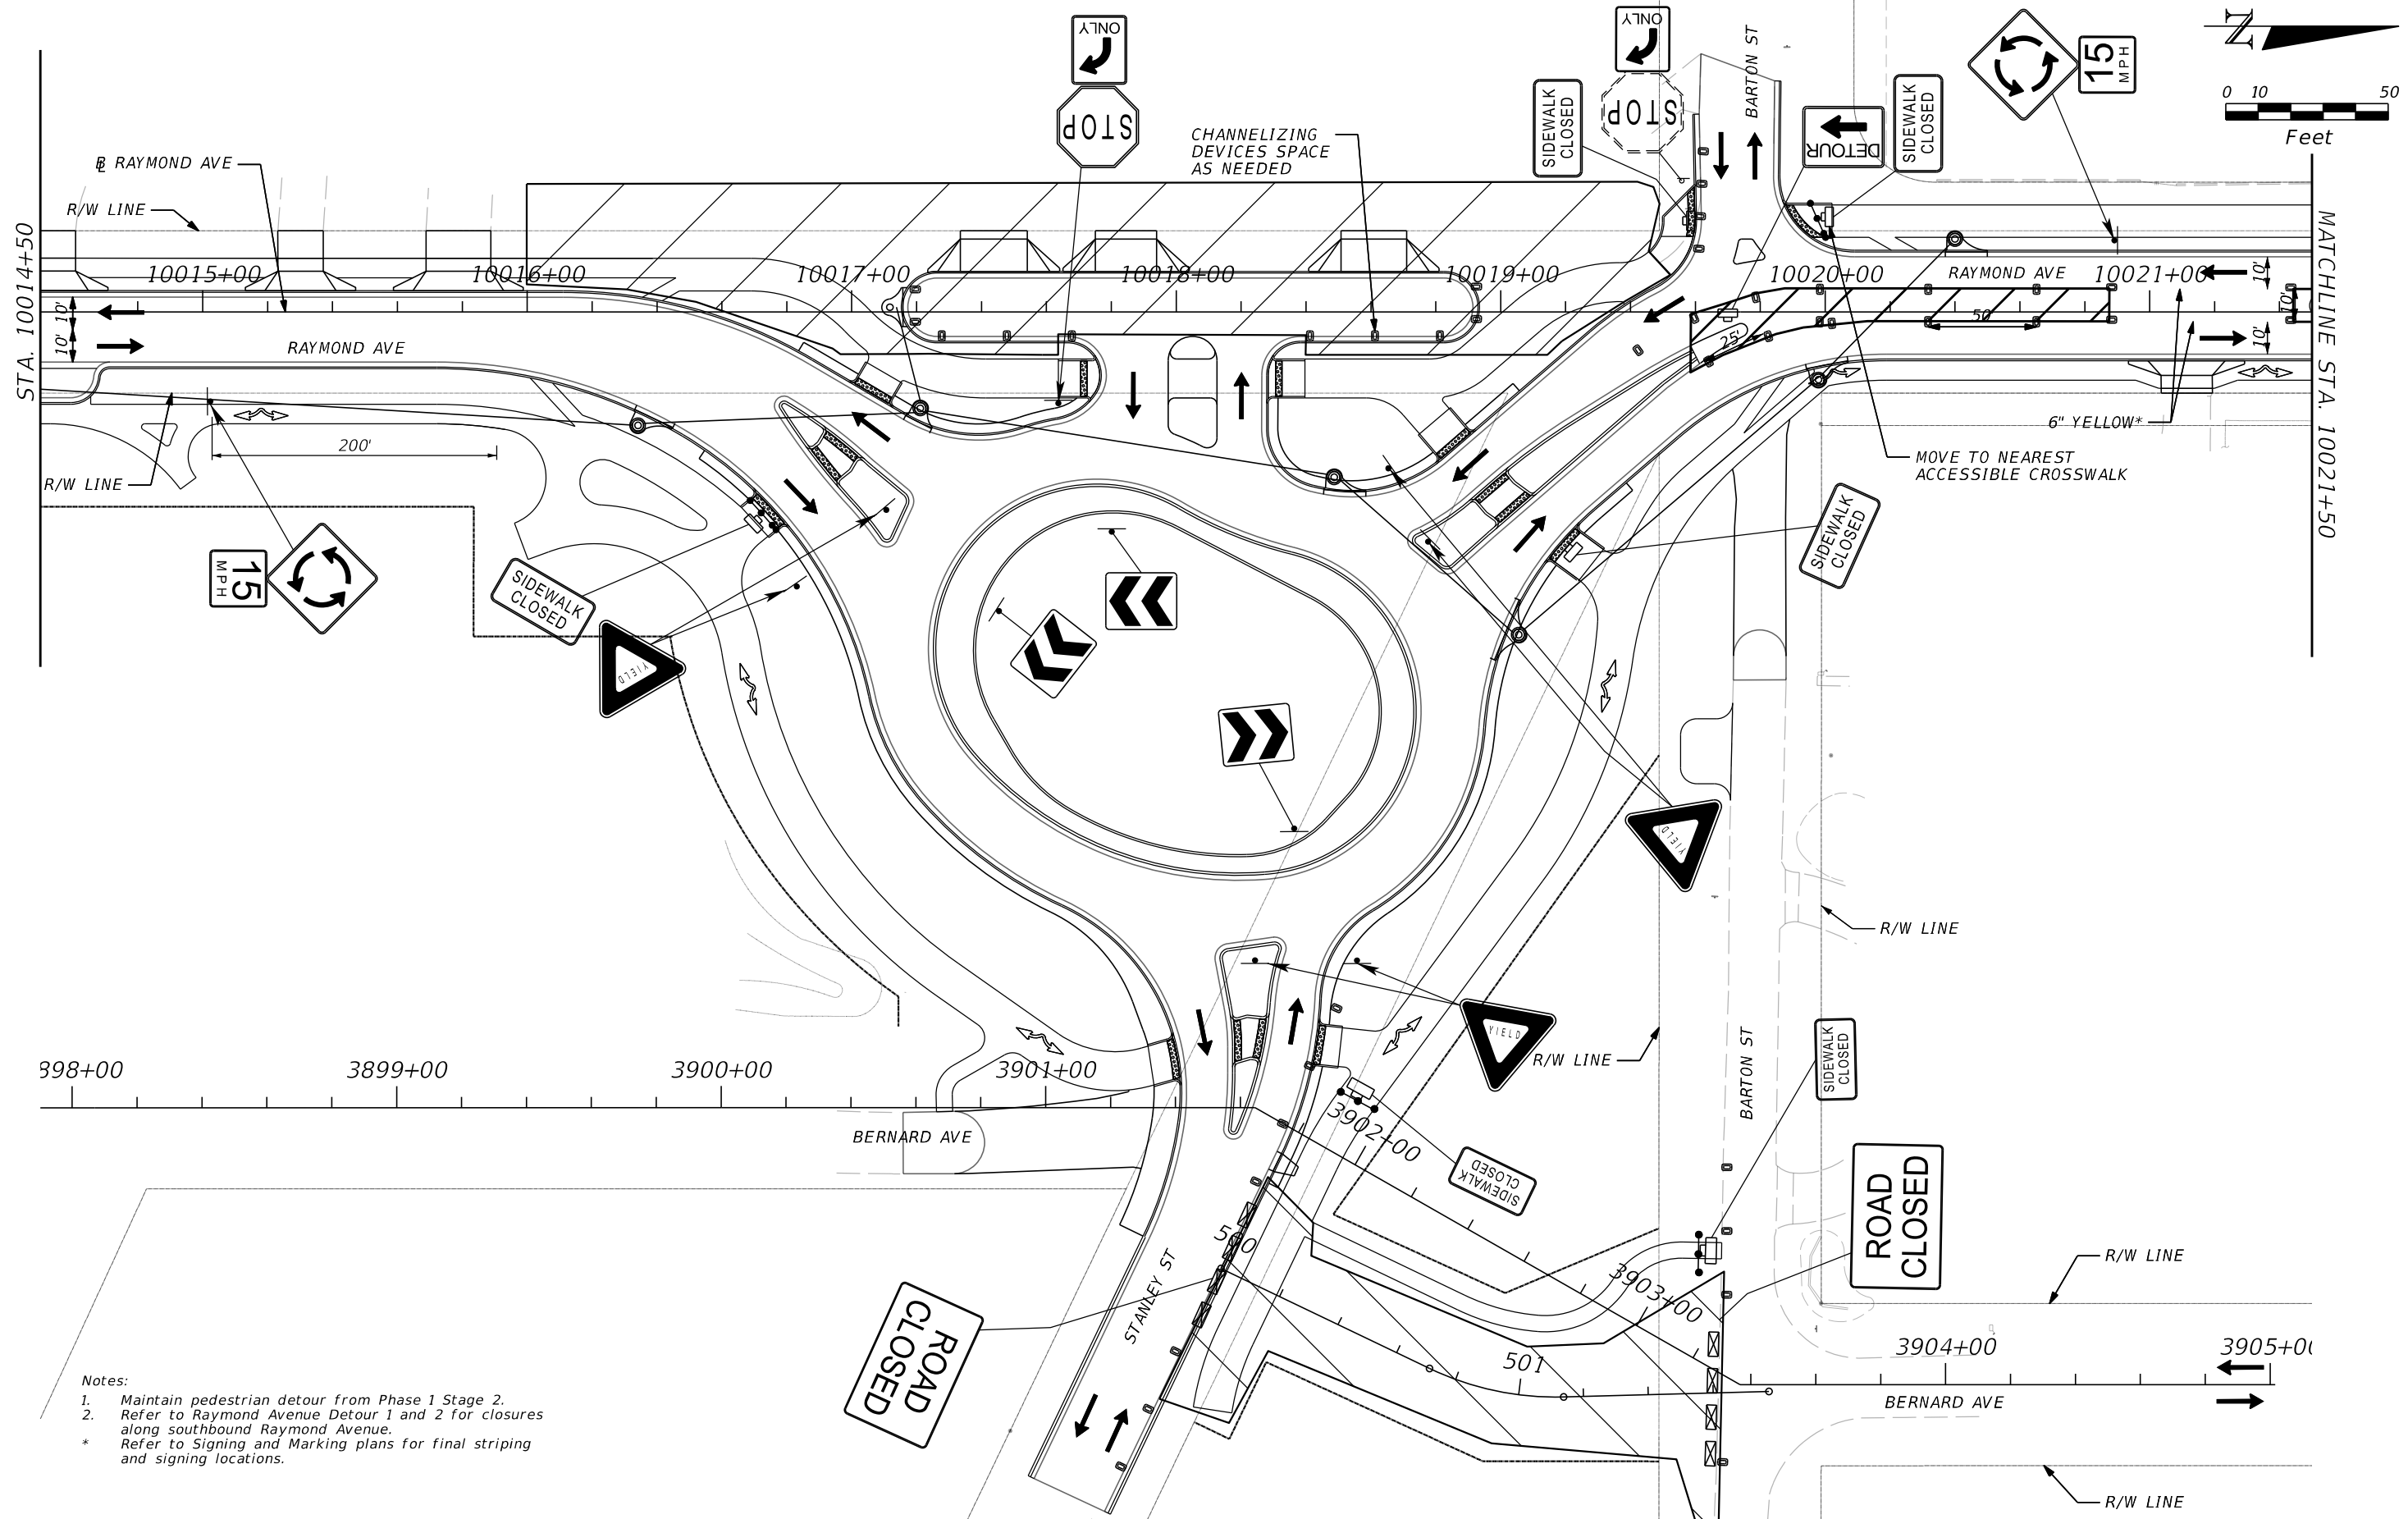 ONLY
STOP
ONLY
STOP
BARTON ST
SIDEWALK
CLOSED
DETOUR
SIDEWALK
CLOSED
15
MPH
N
0 10 50
Feet
CHANNELIZING
DEVICES SPACE
AS NEEDED
BL RAYMOND AVE
R/W LINE
STA. 10014+50
10015+00
10016+00
10017+00
10018+00
10019+00
10020+00
RAYMOND AVE
10021+00
10'
10'
RAYMOND AVE
25'
50'
10'
10'
10'
MATCHLINE STA. 10021+50
6" YELLOW*
MOVE TO NEAREST
ACCESSIBLE CROSSWALK
200'
R/W LINE
15
MPH
SIDEWALK
CLOSED
YIELD
SIDEWALK
CLOSED
YIELD
R/W LINE
YIELD
R/W LINE
BARTON ST
SIDEWALK
CLOSED
898+00
3899+00
3900+00
3901+00
3902+00
BERNARD AVE
SIDEWALK
CLOSED
ROAD
CLOSED
500
STANLEY ST
3903+00
R/W LINE
ROAD
CLOSED
501
3904+00
3905+00
BERNARD AVE
R/W LINE
Notes:
1. Maintain pedestrian detour from Phase 1 Stage 2.
2. Refer to Raymond Avenue Detour 1 and 2 for closures
along southbound Raymond Avenue.
* Refer to Signing and Marking plans for final striping
and signing locations.